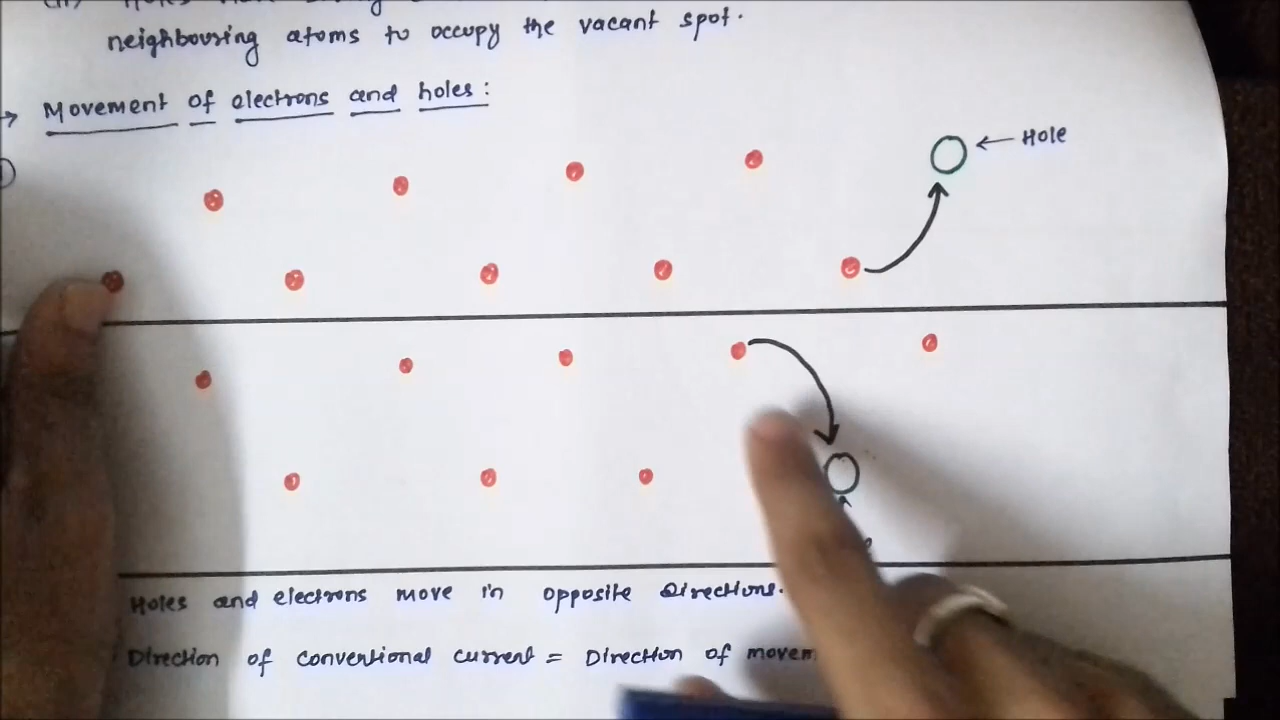 neighbouring atoms to occupy the vacant spot.
→ Movement of electrons and holes:
← Hole
Holes and electrons move in opposite directions.
Direction of conventional current = Direction of